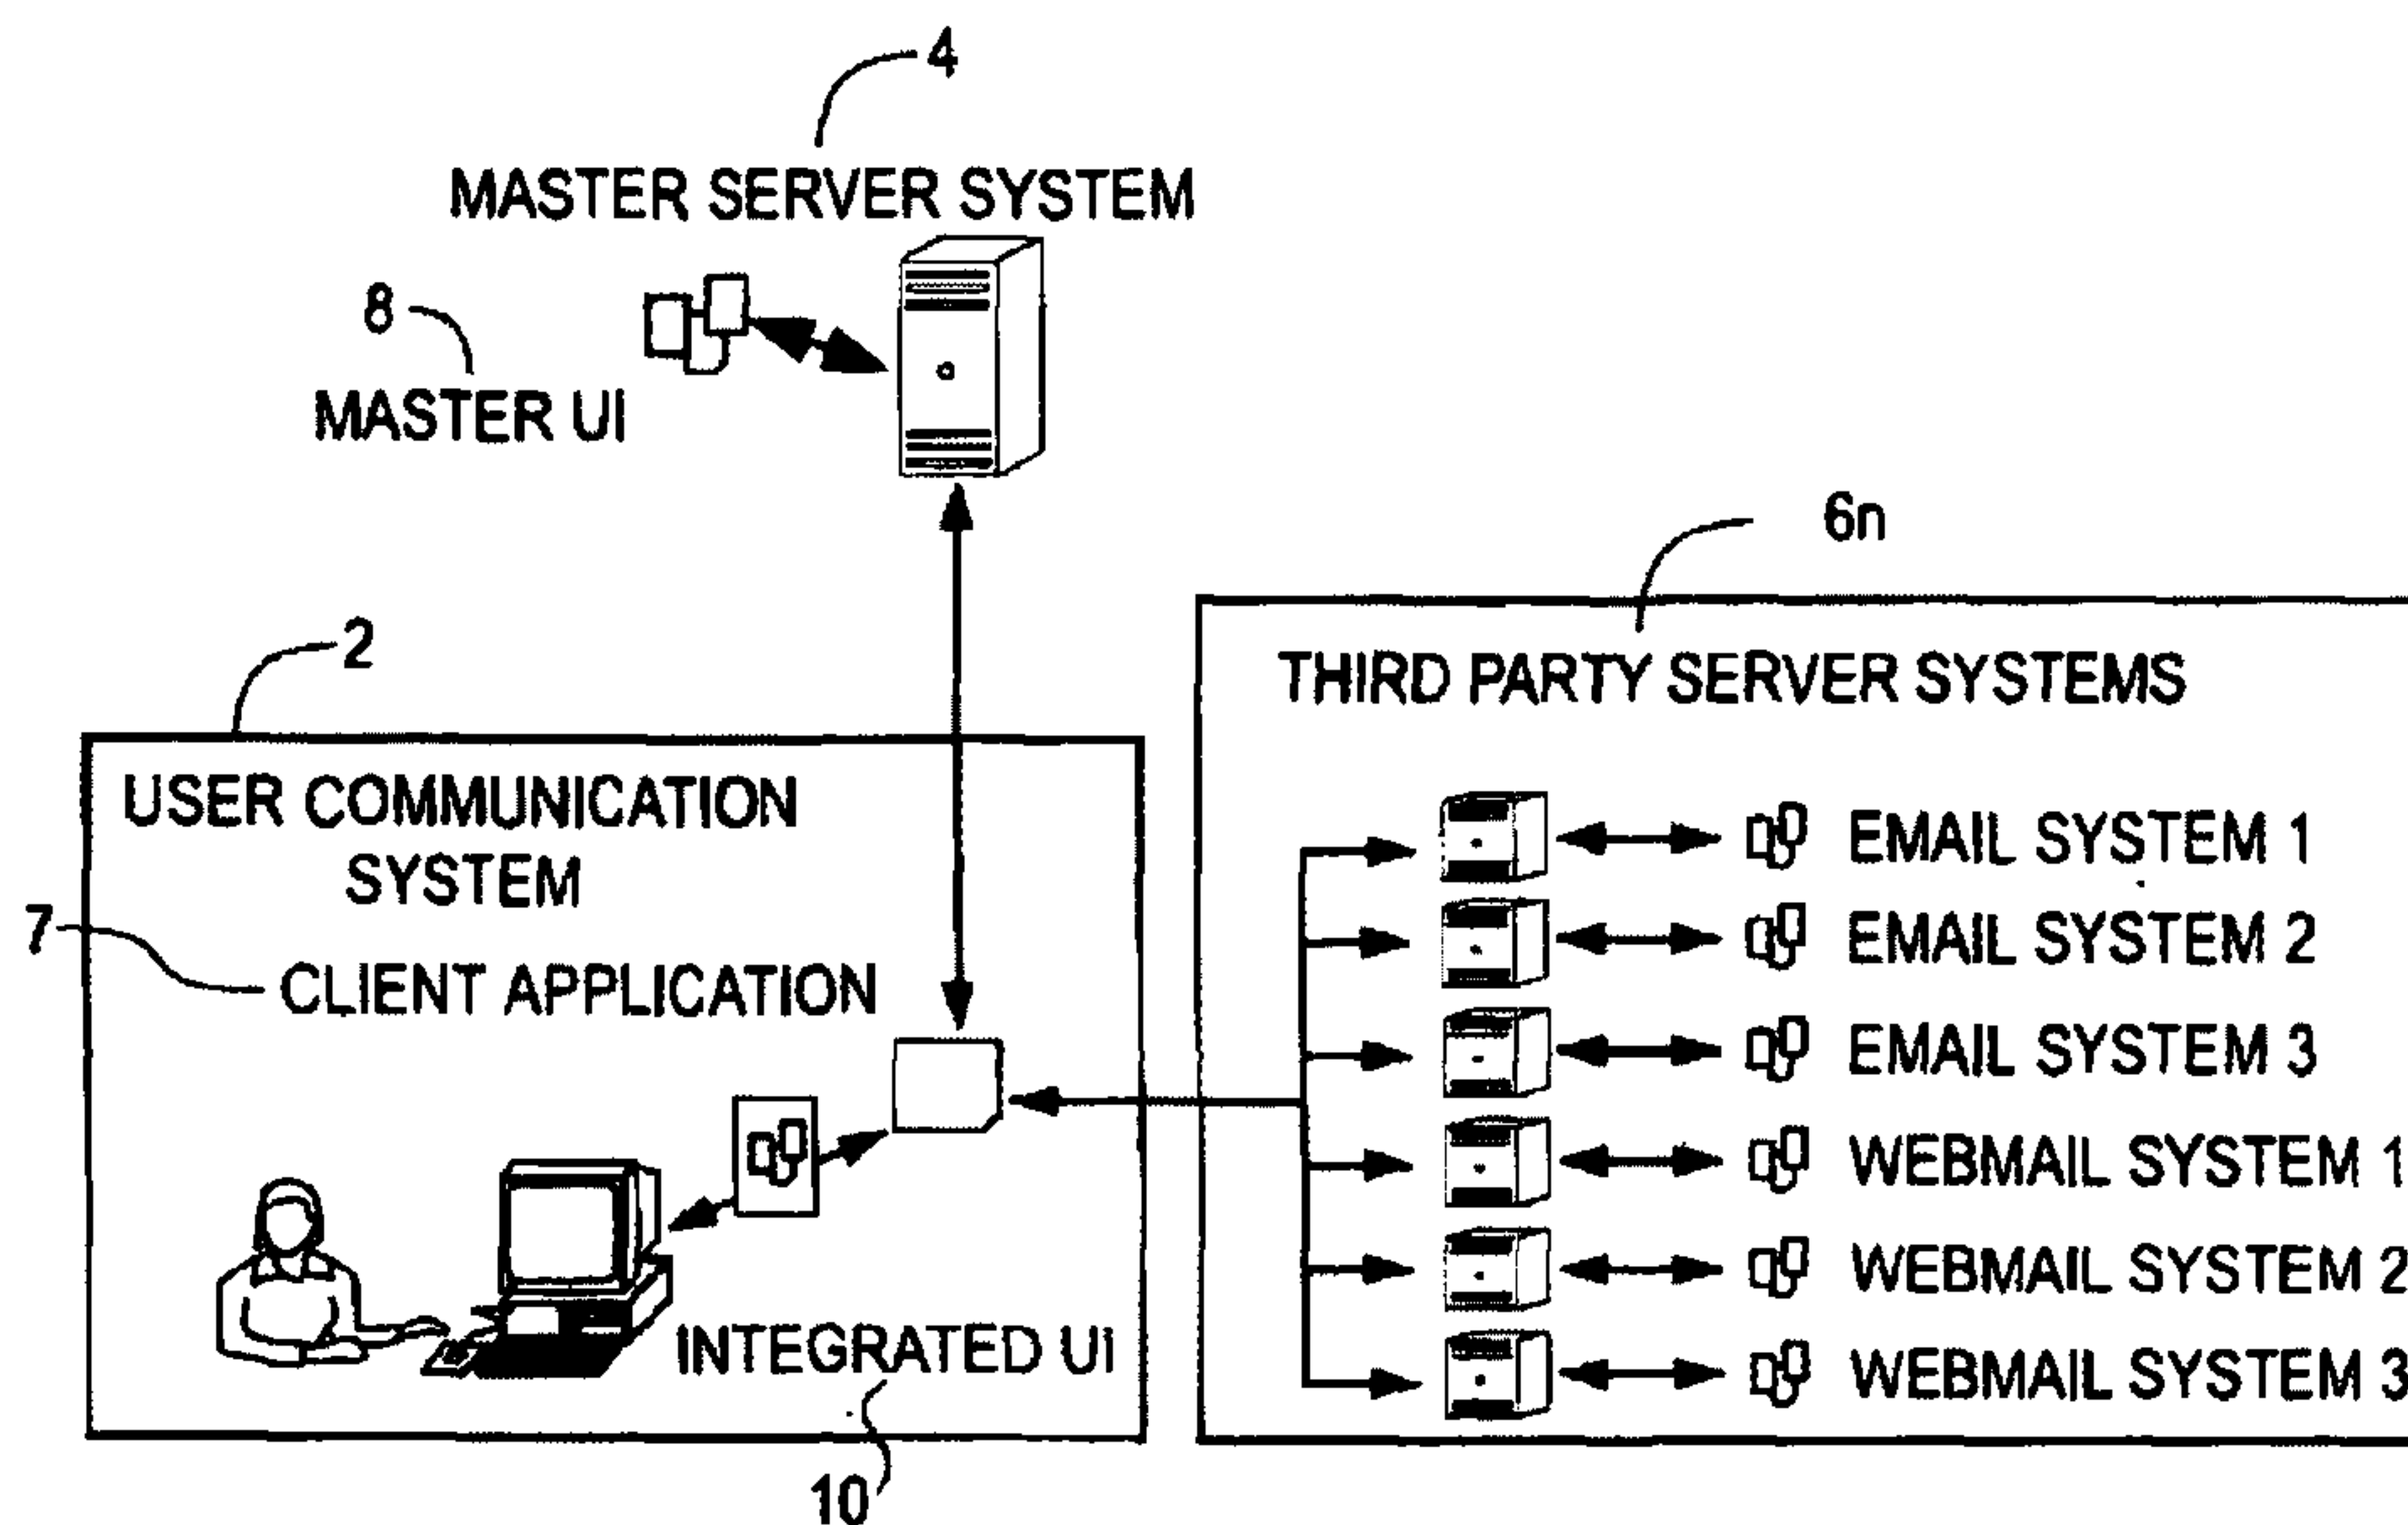 4
MASTER SERVER SYSTEM
8
MASTER UI
6n
2
THIRD PARTY SERVER SYSTEMS
USER COMMUNICATION
SYSTEM
7
CLIENT APPLICATION
EMAIL SYSTEM 1
EMAIL SYSTEM 2
EMAIL SYSTEM 3
WEBMAIL SYSTEM 1
WEBMAIL SYSTEM 2
WEBMAIL SYSTEM 3
INTEGRATED UI
10